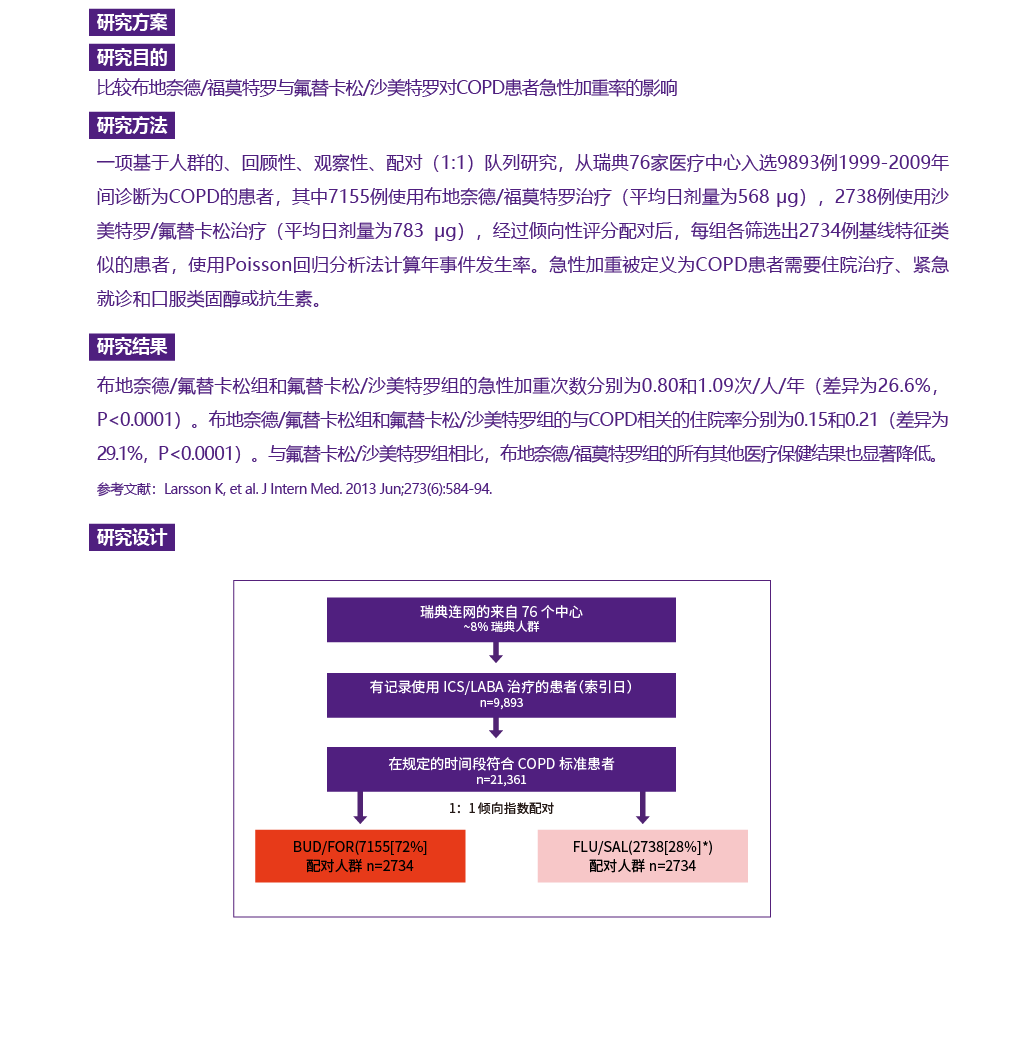 研究方案
研究目的
比较布地奈德/福莫特罗与氟替卡松/沙美特罗对COPD患者急性加重率的影响
研究方法
一项基于人群的、回顾性、观察性、配对（1:1）队列研究，从瑞典76家医疗中心入选9893例1999-2009年
间诊断为COPD的患者，其中7155例使用布地奈德/福莫特罗治疗（平均日剂量为568 μg），2738例使用沙
美特罗/氟替卡松治疗（平均日剂量为783 μg），经过倾向性评分配对后，每组各筛选出2734例基线特征类
似的患者，使用Poisson回归分析法计算年事件发生率。急性加重被定义为COPD患者需要住院治疗、紧急
就诊和口服类固醇或抗生素。
研究结果
布地奈德/氟替卡松组和氟替卡松/沙美特罗组的急性加重次数分别为0.80和1.09次/人/年（差异为26.6%，
P<0.0001）。布地奈德/氟替卡松组和氟替卡松/沙美特罗组的与COPD相关的住院率分别为0.15和0.21（差异为
29.1%，P<0.0001）。与氟替卡松/沙美特罗组相比，布地奈德/福莫特罗组的所有其他医疗保健结果也显著降低。
参考文献：Larsson K, et al. J Intern Med. 2013 Jun;273(6):584-94.
研究设计
瑞典连网的来自 76 个中心
~8% 瑞典人群
有记录使用 ICS/LABA 治疗的患者（索引日）
n=9,893
在规定的时间段符合 COPD 标准患者
n=21,361
1：1 倾向指数配对
BUD/FOR(7155[72%]
配对人群 n=2734
FLU/SAL(2738[28%]*)
配对人群 n=2734